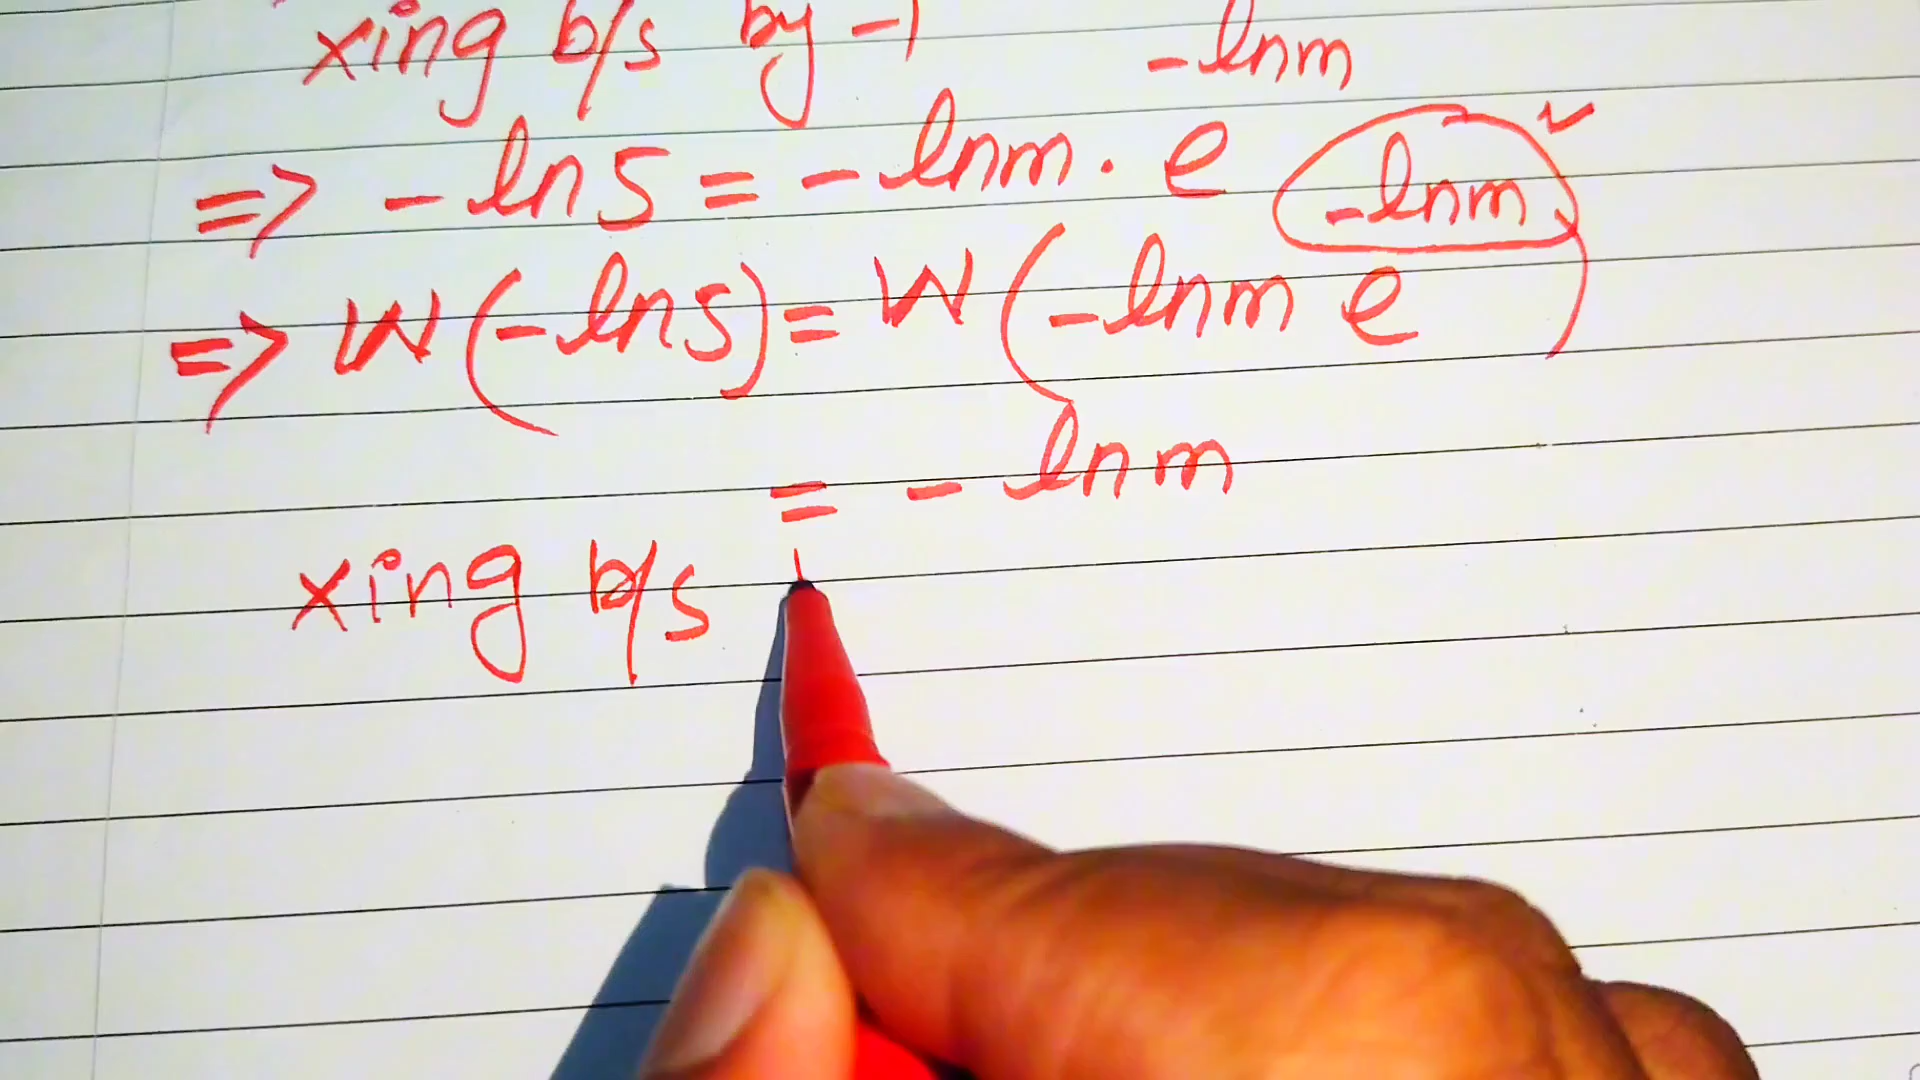 xing b/s by -1
-lnm
=> - ln5 = - lnm . e
-lnm
=> W(-ln5) = W(-lnm e)
= - lnm
xing b/s